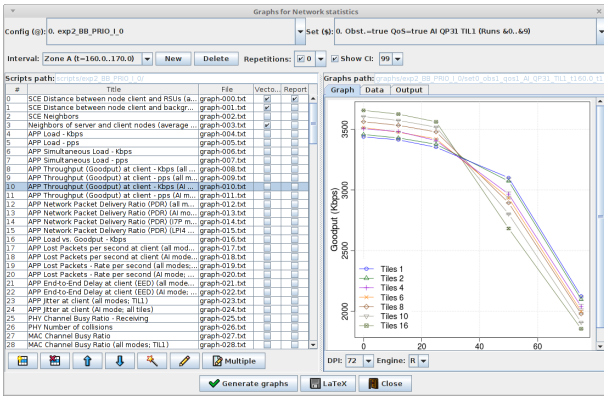 Graphs for Network statistics
Config (@): 0. exp2_BB_PRIO_I_0 Set ($): 0. Obst.=true QoS=true AI QP31 TIL1 (Runs &0..&9)
Interval: Zone A (t=160.0..170.0) New Delete Repetitions: 0 Show CI: 99
Scripts path: scripts/exp2_BB_PRIO_I_0/
# Title File Vecto... Report
0 SCE Distance between node client and RSUs (a... graph-000.txt
1 SCE Distance between node client and backgr... graph-001.txt
2 SCE Neighbors graph-002.txt
3 Neighbors of server and client nodes (average ... graph-003.txt
4 APP Load - Kbps graph-004.txt
5 APP Load - pps graph-005.txt
6 APP Simultaneous Load - Kbps graph-006.txt
7 APP Simultaneous Load - pps graph-007.txt
8 APP Throughput (Goodput) at client - Kbps (all ... graph-008.txt
9 APP Throughput (Goodput) at client - pps (all m... graph-009.txt
10 APP Throughput (Goodput) at client - Kbps (AI ... graph-010.txt
11 APP Throughput (Goodput) at client - pps (AI m... graph-011.txt
12 APP Network Packet Delivery Ratio (PDR) (all m... graph-012.txt
13 APP Network Packet Delivery Ratio (PDR) (AI mo... graph-013.txt
14 APP Network Packet Delivery Ratio (PDR) (I7P m... graph-014.txt
15 APP Network Packet Delivery Ratio (PDR) (LPI4 ... graph-015.txt
16 APP Load vs. Goodput - Kbps graph-016.txt
17 APP Lost Packets per second at client (all mod... graph-017.txt
18 APP Lost Packets per second at client (AI mode... graph-018.txt
19 APP Lost Packets - Rate per second (all modes;... graph-019.txt
20 APP Lost Packets - Rate per second (AI mode; ... graph-020.txt
21 APP End-to-End Delay at client (EED) (all mode... graph-021.txt
22 APP End-to-End Delay at client (EED) (AI mode;... graph-022.txt
23 APP Jitter at client (all modes; TIL1) graph-023.txt
24 APP Jitter at client (AI mode; all tiles) graph-024.txt
25 PHY Channel Busy Ratio - Receiving graph-025.txt
26 PHY Number of collisions graph-026.txt
27 MAC Channel Busy Ratio graph-027.txt
28 MAC Channel Busy Ratio (all modes; TIL1) graph-028.txt
Multiple
Graphs path: graphs/exp2_BB_PRIO_I_0/set0_obs1_qos1_AI_QP31_TIL1_t160.0_t1
Graph Data Output
Goodput (Kbps)
3500
3000
2500
2000
Tiles 1
Tiles 2
Tiles 4
Tiles 6
Tiles 8
Tiles 10
Tiles 16
0 20 40 60
DPI: 72 Engine: R
Generate graphs LaTeX Close